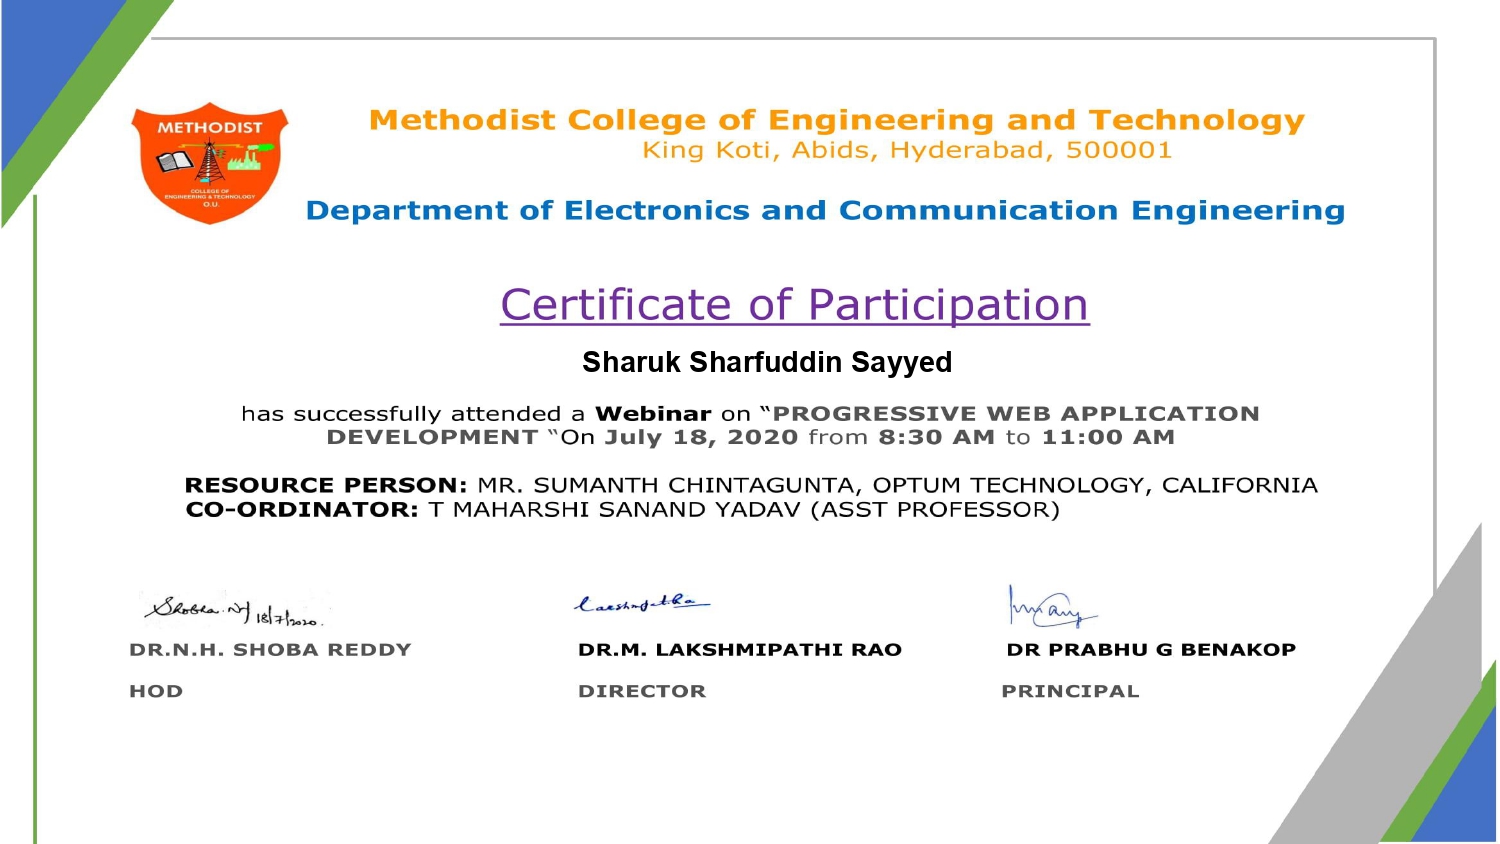 METHODIST
COLLEGE OF
ENGINEERING & TECHNOLOGY
O.U.
Methodist College of Engineering and Technology
King Koti, Abids, Hyderabad, 500001
Department of Electronics and Communication Engineering
Certificate of Participation
Sharuk Sharfuddin Sayyed
has successfully attended a Webinar on “PROGRESSIVE WEB APPLICATION
DEVELOPMENT “On July 18, 2020 from 8:30 AM to 11:00 AM
RESOURCE PERSON: MR. SUMANTH CHINTAGUNTA, OPTUM TECHNOLOGY, CALIFORNIA
CO-ORDINATOR: T MAHARSHI SANAND YADAV (ASST PROFESSOR)
18/7/2020.
DR.N.H. SHOBA REDDY DR.M. LAKSHMIPATHI RAO DR PRABHU G BENAKOP
HOD DIRECTOR PRINCIPAL